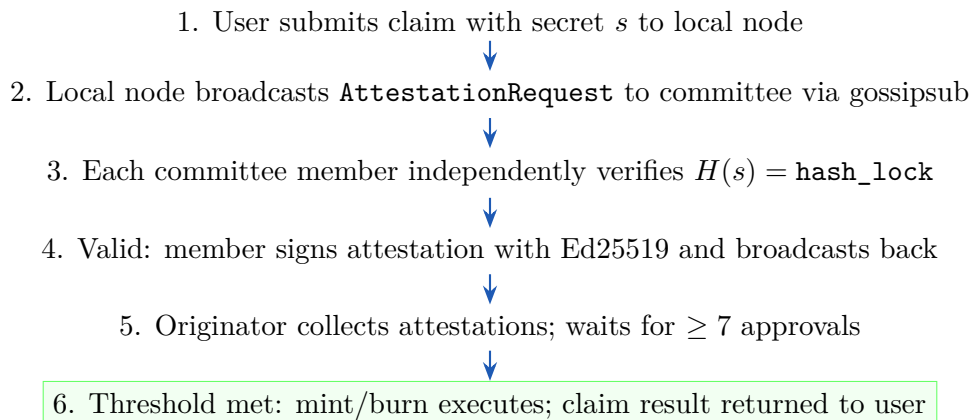 1. User submits claim with secret s to local node
2. Local node broadcasts AttestationRequest to committee via gossipsub
3. Each committee member independently verifies H(s) = hash_lock
4. Valid: member signs attestation with Ed25519 and broadcasts back
5. Originator collects attestations; waits for ≥ 7 approvals
6. Threshold met: mint/burn executes; claim result returned to user